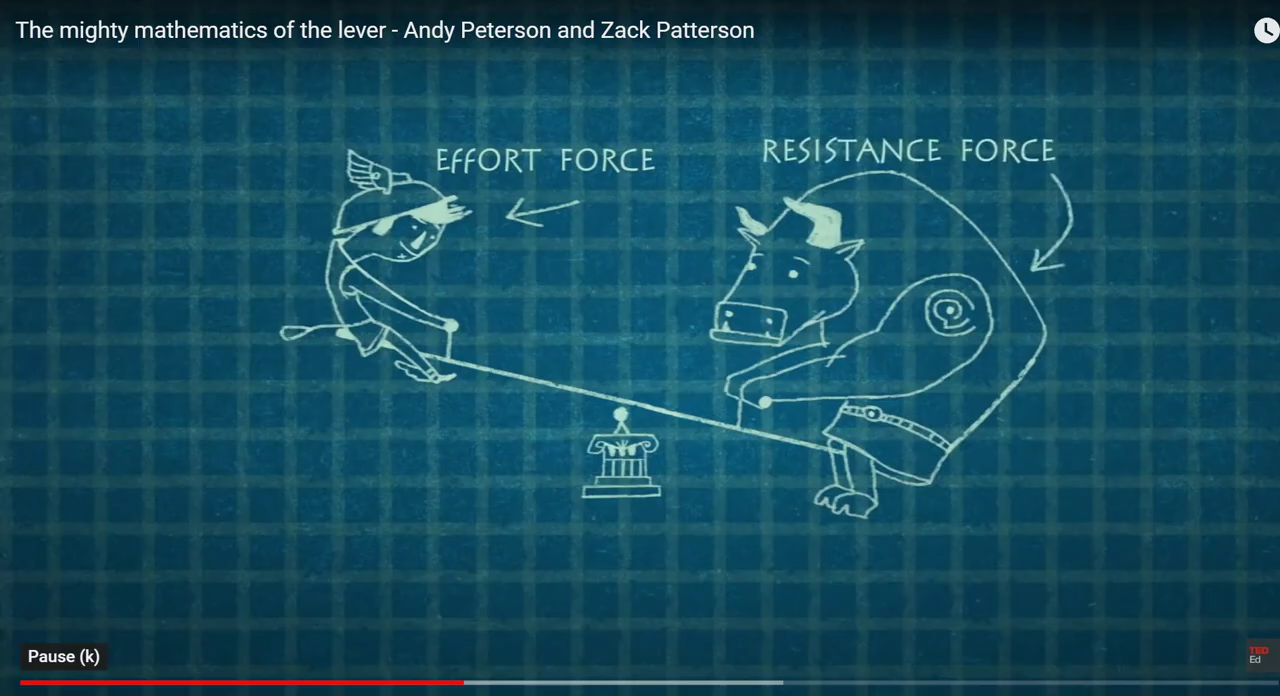 The mighty mathematics of the lever - Andy Peterson and Zack Patterson
EFFORT FORCE
RESISTANCE FORCE
Pause (k)
TED
Ed